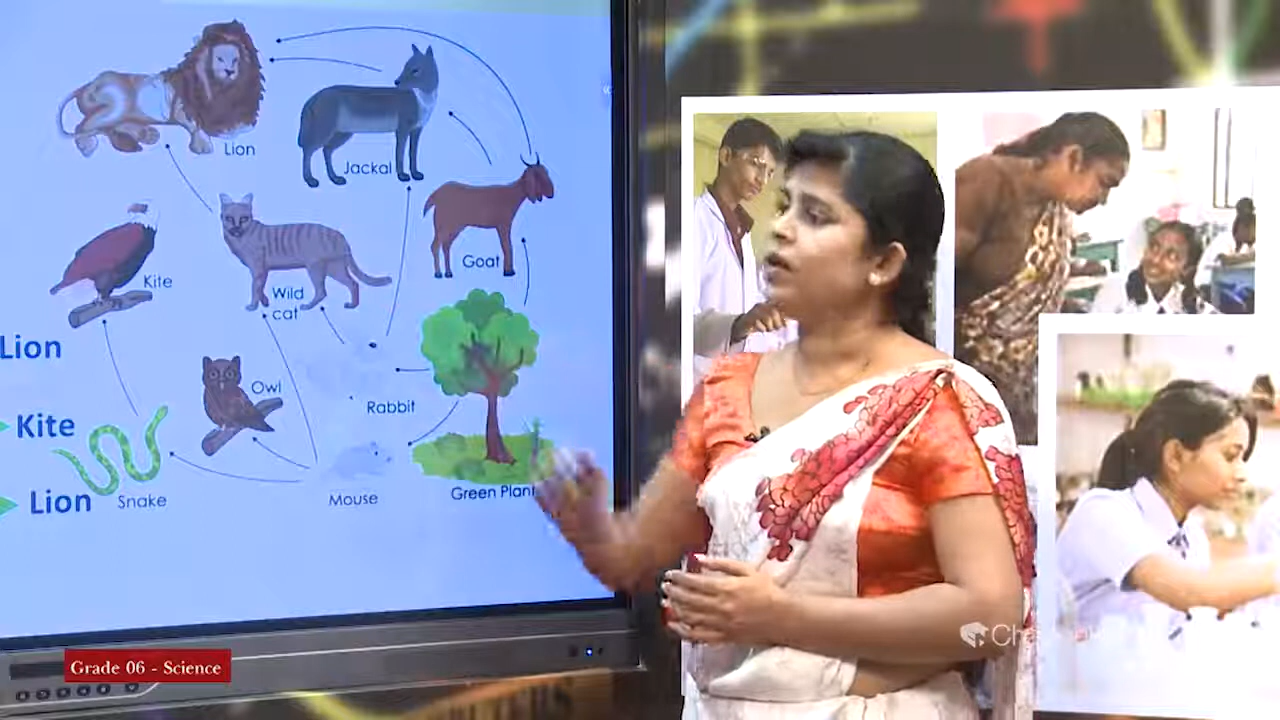 Lion
Jackal
Goat
Kite
Wild
cat
Lion
Owl
Rabbit
Kite
Lion
Snake
Mouse
Green Plant
Grade 06 - Science